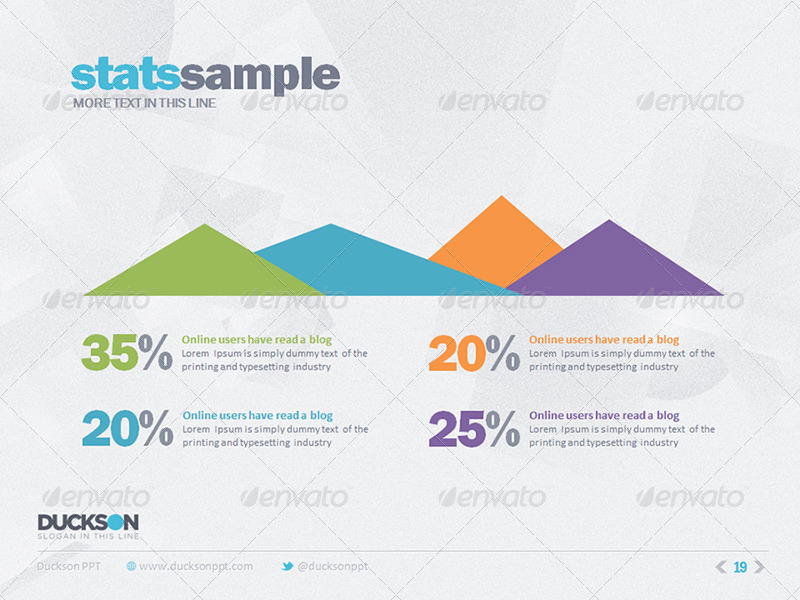 statssample
MORE TEXT IN THIS LINE
envato envato envato envato
envato envato envato envato
35%
Online users have read a blog
Lorem Ipsum is simply dummy text of the
printing and typesetting industry
20%
Online users have read a blog
Lorem Ipsum is simply dummy text of the
printing and typesetting industry
20%
Online users have read a blog
Lorem Ipsum is simply dummy text of the
printing and typesetting industry
25%
Online users have read a blog
Lorem Ipsum is simply dummy text of the
printing and typesetting industry
envato envato envato envato
DUCKSON
SLOGAN IN THIS LINE
Duckson PPT www.ducksonppt.com @ducksonppt 19